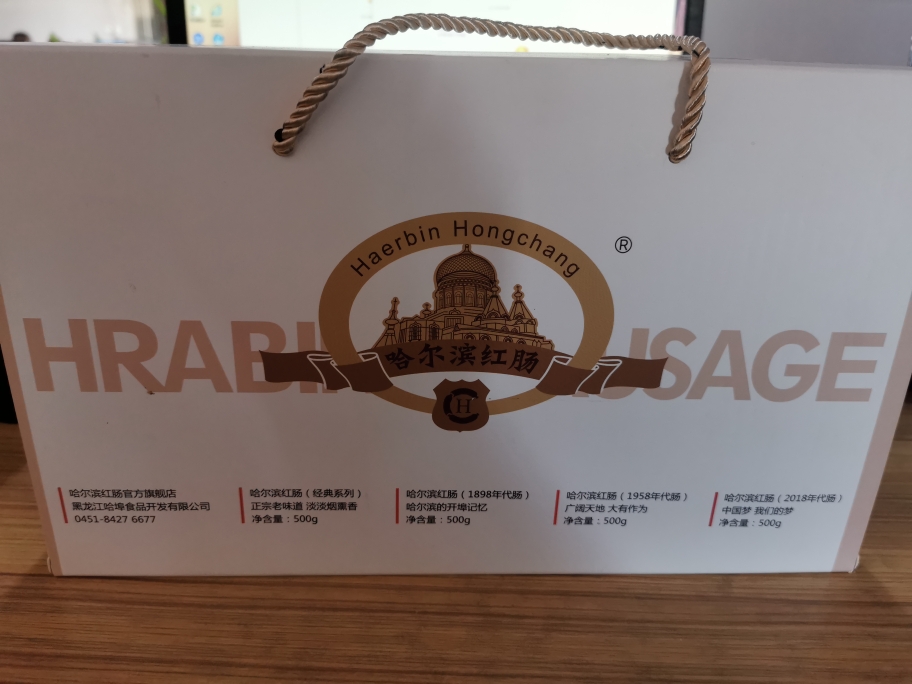 Haerbin Hongchang
®
HRABIN SAUSAGE
哈尔滨红肠
CH
哈尔滨红肠官方旗舰店
黑龙江哈埠食品开发有限公司
0451-8427 6677
哈尔滨红肠（经典系列）
正宗老味道 淡淡烟熏香
净含量：500g
哈尔滨红肠（1898年代肠）
哈尔滨的开埠记忆
净含量：500g
哈尔滨红肠（1958年代肠）
广阔天地 大有作为
净含量：500g
哈尔滨红肠（2018年代肠）
中国梦 我们的梦
净含量：500g